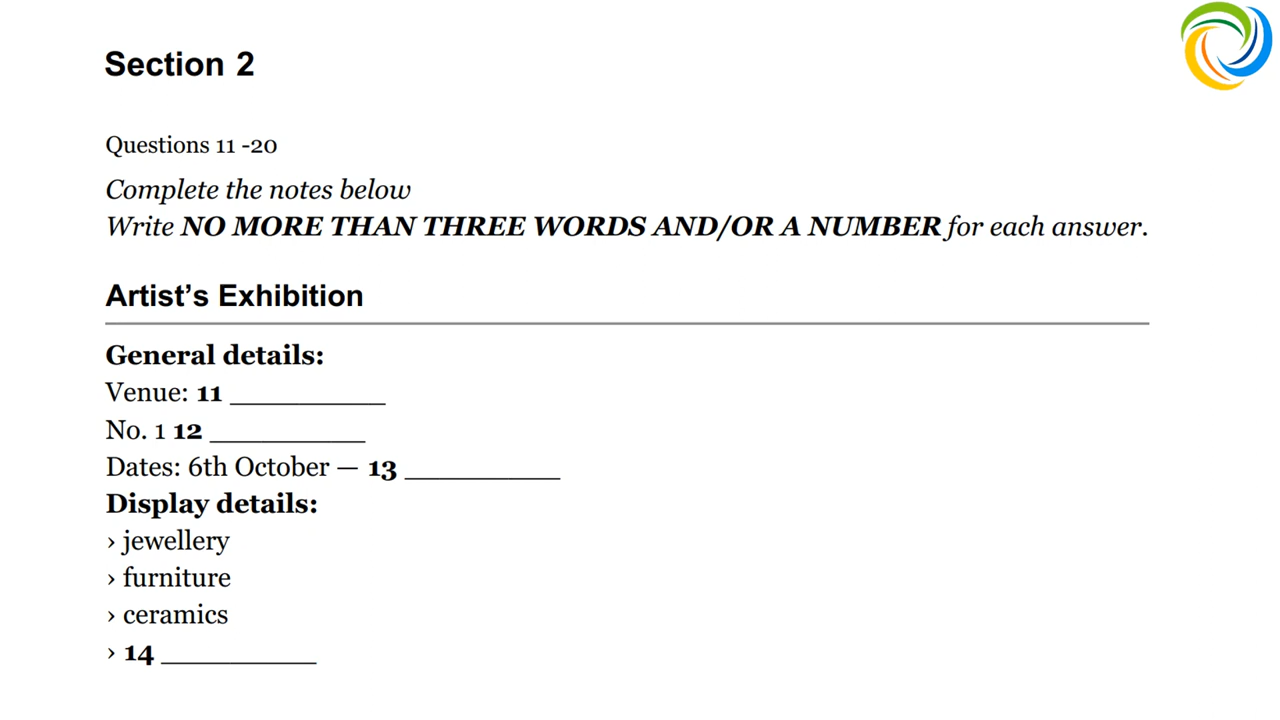 Section 2
Questions 11 -20
Complete the notes below
Write NO MORE THAN THREE WORDS AND/OR A NUMBER for each answer.
Artist’s Exhibition
General details:
Venue: 11 __________
No. 1 12 __________
Dates: 6th October — 13 __________
Display details:
› jewellery
› furniture
› ceramics
› 14 __________